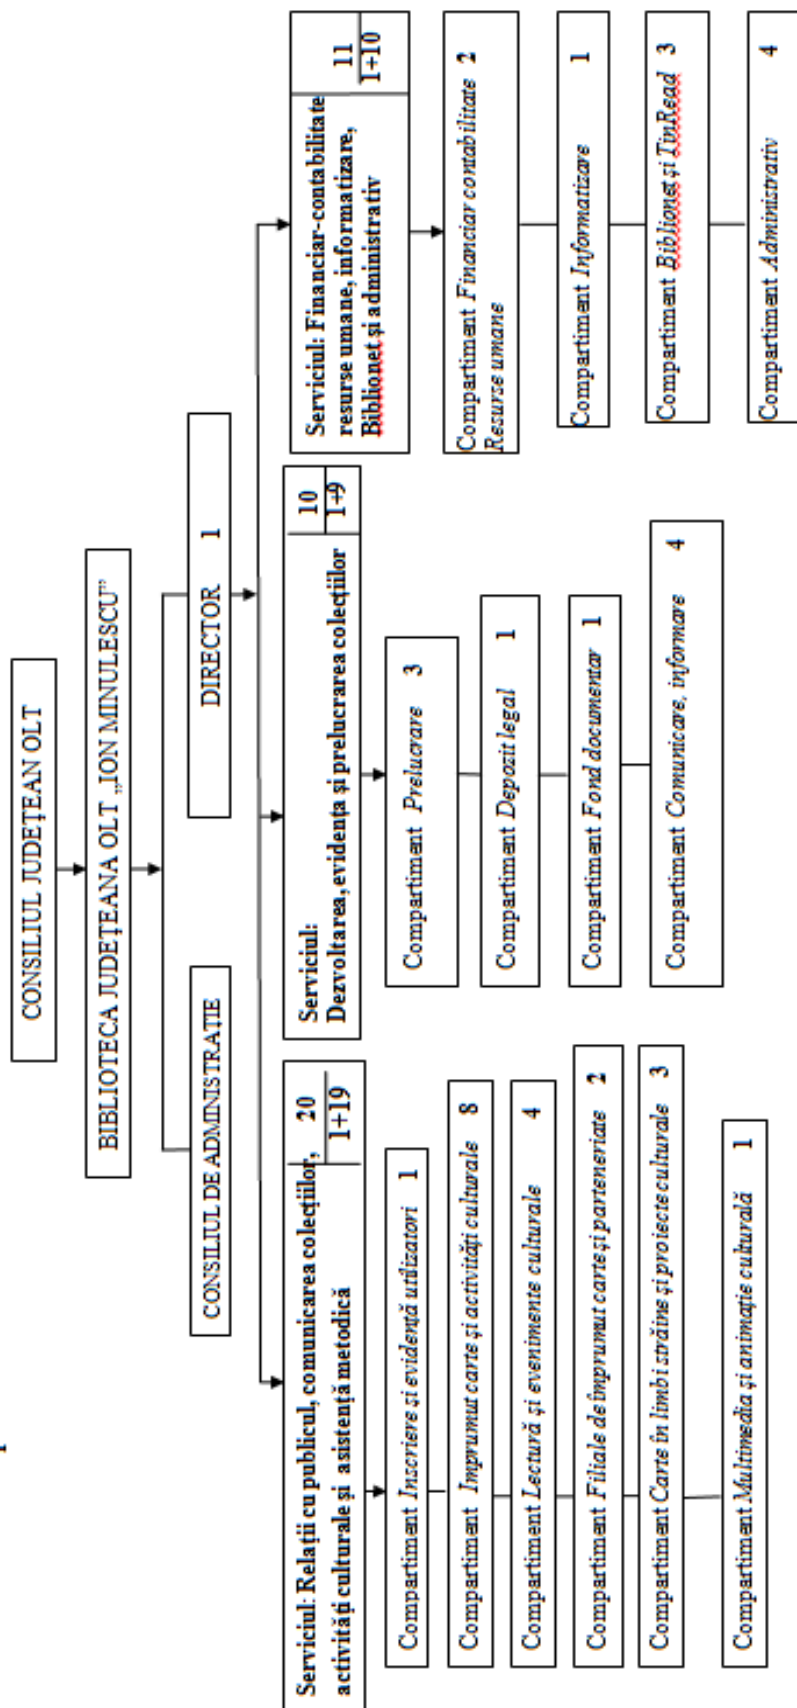 CONSILIUL JUDEȚEAN OLT
BIBLIOTECA JUDEȚEANA OLT „ION MINULESCU”
CONSILIUL DE ADMINISTRAȚIE
DIRECTOR 1
Serviciul: Relații cu publicul, comunicarea colecțiilor, 20
activități culturale și asistență metodică 1+19
Compartiment Inscriere si evidență utilizatori 1
Compartiment Imprumut carte și activități culturale 8
Compartiment Lectură și evenimente culturale 4
Compartiment Filiale de împrumut carte și parteneriate 2
Compartiment Carte în limbi străine și proiecte culturale 3
Compartiment Multimedia și animație culturală 1
Serviciul: 10
Dezvoltarea, evidența și prelucrarea colecțiilor 1+9
Compartiment Prelucrare 3
Compartiment Depozit legal 1
Compartiment Fond documentar 1
Compartiment Comunicare, informare 4
Serviciul: Financiar-contabilitate
resurse umane, informatizare, 11
Biblionet și administrativ 1+10
Compartiment Financiar contabilitate 2
Resurse umane
Compartiment Informatizare 1
Compartiment Biblionet și TinRead 3
Compartiment Administrativ 4